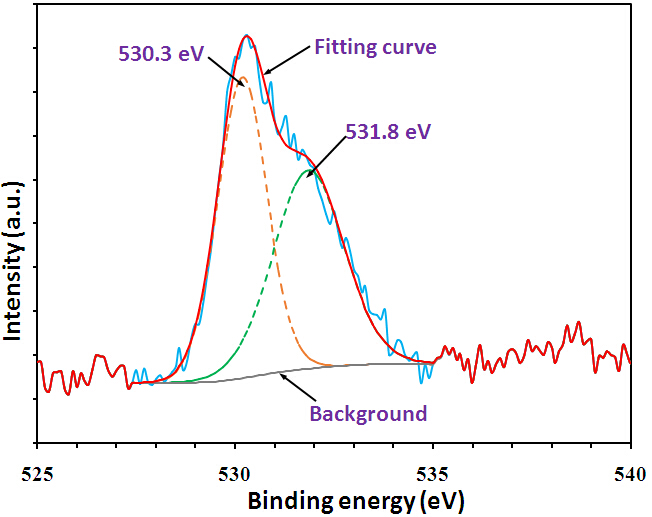 Fitting curve
530.3 eV
531.8 eV
Background
Intensity (a.u.)
525
530
535
540
Binding energy (eV)